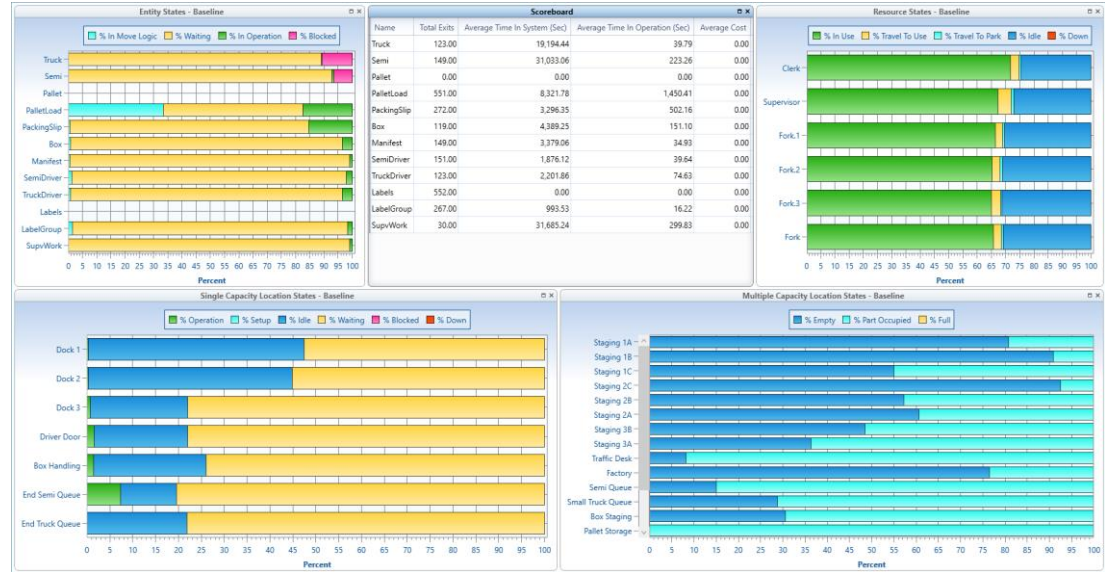 Entity States - Baseline
% In Move Logic % Waiting % In Operation % Blocked
Truck
Semi
Pallet
PalletLoad
PackingSlip
Box
Manifest
SemiDriver
TruckDriver
Labels
LabelGroup
SupvWork
0 5 10 15 20 25 30 35 40 45 50 55 60 65 70 75 80 85 90 95 100
Percent
Scoreboard
Name Total Exits Average Time In System (Sec) Average Time In Operation (Sec) Average Cost
Truck 123.00 19,194.44 39.79 0.00
Semi 149.00 31,033.06 223.26 0.00
Pallet 0.00 0.00 0.00 0.00
PalletLoad 551.00 8,321.78 1,450.41 0.00
PackingSlip 272.00 3,296.35 502.16 0.00
Box 119.00 4,389.25 151.10 0.00
Manifest 149.00 3,379.06 34.93 0.00
SemiDriver 151.00 1,876.12 39.64 0.00
TruckDriver 123.00 2,201.86 74.63 0.00
Labels 552.00 0.00 0.00 0.00
LabelGroup 267.00 993.53 16.22 0.00
SupvWork 30.00 31,685.24 299.83 0.00
Resource States - Baseline
% In Use % Travel To Use % Travel To Park % Idle % Down
Clerk
Supervisor
Fork.1
Fork.2
Fork.3
Fork
0 5 10 15 20 25 30 35 40 45 50 55 60 65 70 75 80 85 90 95 100
Percent
Single Capacity Location States - Baseline
% Operation % Setup % Idle % Waiting % Blocked % Down
Dock 1
Dock 2
Dock 3
Driver Door
Box Handling
End Semi Queue
End Truck Queue
0 5 10 15 20 25 30 35 40 45 50 55 60 65 70 75 80 85 90 95 100
Percent
Multiple Capacity Location States - Baseline
% Empty % Part Occupied % Full
Staging 1A
Staging 1B
Staging 1C
Staging 2C
Staging 2B
Staging 2A
Staging 3B
Staging 3A
Traffic Desk
Factory
Semi Queue
Small Truck Queue
Box Staging
Pallet Storage
0 5 10 15 20 25 30 35 40 45 50 55 60 65 70 75 80 85 90 95 100
Percent